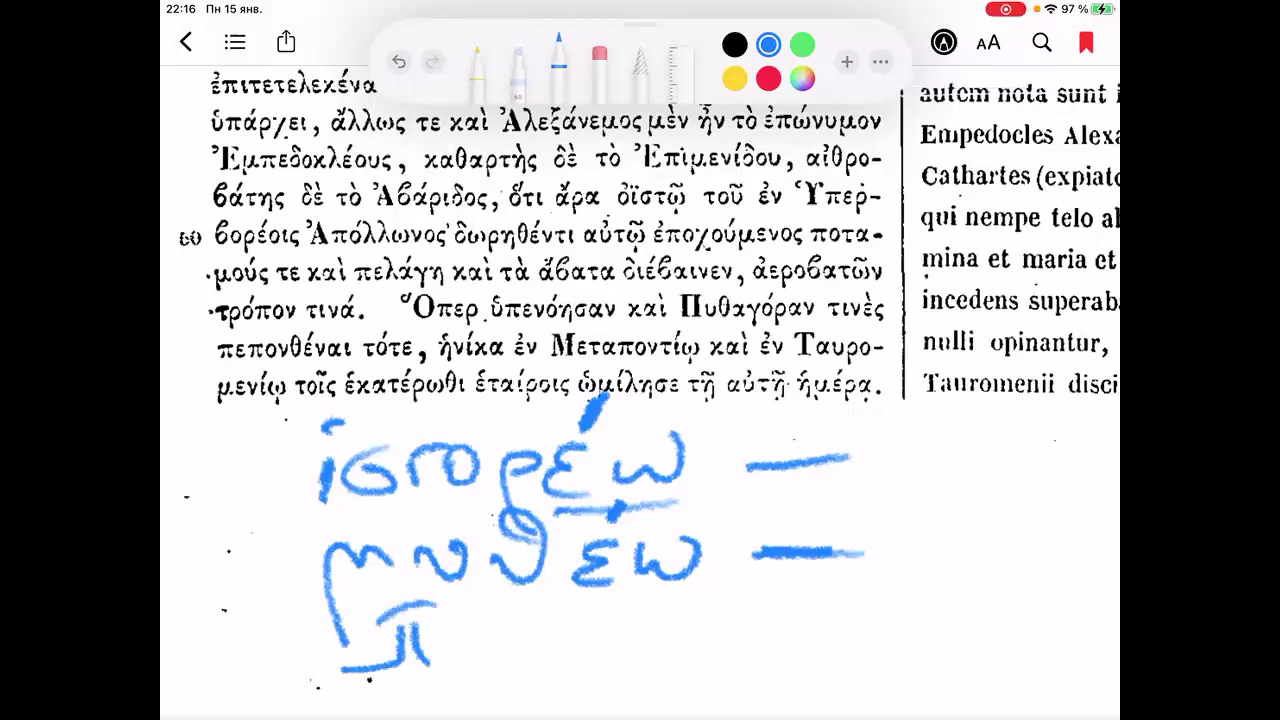 22:16 Пн 15 янв.
97 %
AA
ἐπιτετελεκένα
ὑπάρχει, ἄλλως τε καὶ Ἀλεξάνεμος μὲν ἦν τὸ ἐπώνυμον
Ἐμπεδοκλέους, καθαρτὴς δὲ τὸ Ἐπιμενίδου, αἰθρο-
βάτης δὲ τὸ Ἀβάριδος, ὅτι ἄρα ὀϊστῷ τοῦ ἐν Ὑπερ-
50 βορέοις Ἀπόλλωνος δωρηθέντι αὐτῷ ἐποχούμενος ποτα-
μούς τε καὶ πελάγη καὶ τὰ ἄβατα διέβαινεν, ἀεροβατῶν
τρόπον τινά. Ὅπερ ὑπενόησαν καὶ Πυθαγόραν τινὲς
πεπονθέναι τότε, ἡνίκα ἐν Μεταποντίῳ καὶ ἐν Ταυρο-
μενίῳ τοῖς ἑκατέρωθι ἑταίροις ὡμίλησε τῇ αὐτῇ ἡμέρᾳ.
autem nota sunt i
Empedocles Alexa
Cathartes (expiato
qui nempe telo al
mina et maria et
incedens superab
nulli opinantur,
Tauromenii disci
ἱστορέω —
μυθέω —
π